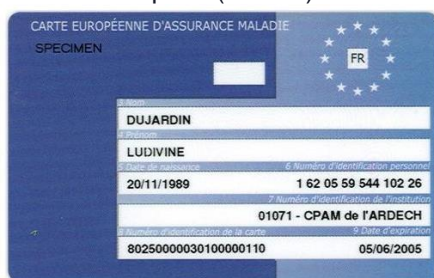 CARTE EUROPÉENNE D'ASSURANCE MALADIE
SPECIMEN
FR
3 Nom
DUJARDIN
4 Prénom
LUDIVINE
5 Date de naissance 6 Numéro d'identification personnel
20/11/1989 1 62 05 59 544 102 26
7 Numéro d'identification de l'institution
01071 - CPAM de l'ARDECH
8 Numéro d'identification de la carte 9 Date d'expiration
80250000030100000110 05/06/2005